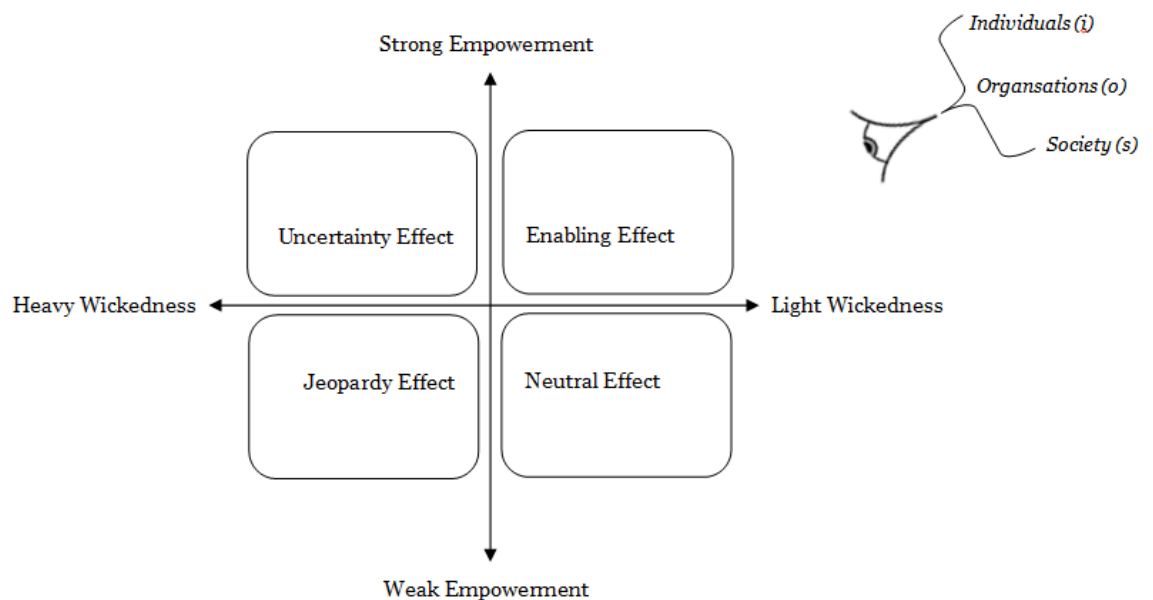 Individuals (i)
Strong Empowerment
Organsations (o)
Society (s)
Uncertainty Effect
Enabling Effect
Heavy Wickedness
Light Wickedness
Jeopardy Effect
Neutral Effect
Weak Empowerment